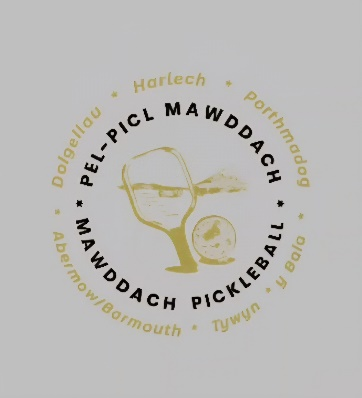 Dolgellau * Harlech * Porthmadog
PEL-PICL MAWDDACH
* MAWDDACH PICKLEBALL *
* Abermow/Barmouth * Tywyn * y Bala *